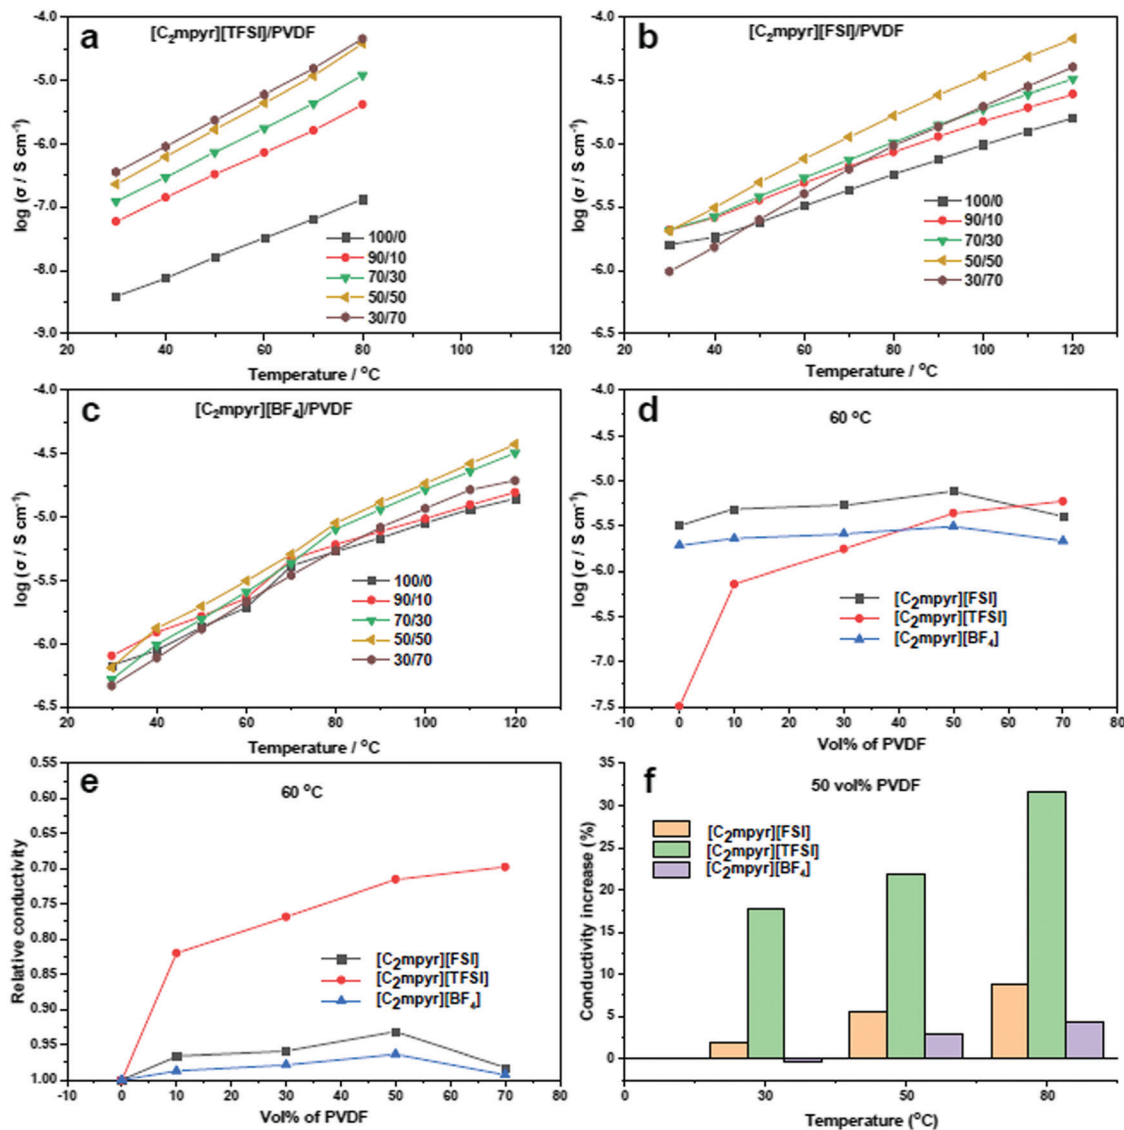 a
[C₂mpyr][TFSI]/PVDF
-4.0
-5.0
-6.0
-7.0
-8.0
-9.0
log (σ / S cm⁻¹)
100/0
90/10
70/30
50/50
30/70
20 40 60 80 100 120
Temperature / °C
b
[C₂mpyr][FSI]/PVDF
-4.0
-4.5
-5.0
-5.5
-6.0
-6.5
log (σ / S cm⁻¹)
100/0
90/10
70/30
50/50
30/70
20 40 60 80 100 120
Temperature / °C
c
[C₂mpyr][BF₄]/PVDF
-4.0
-4.5
-5.0
-5.5
-6.0
-6.5
log (σ / S cm⁻¹)
100/0
90/10
70/30
50/50
30/70
20 40 60 80 100 120
Temperature / °C
d
60 °C
-4.0
-4.5
-5.0
-5.5
-6.0
-6.5
-7.0
-7.5
log (σ / S cm⁻¹)
[C₂mpyr][FSI]
[C₂mpyr][TFSI]
[C₂mpyr][BF₄]
-10 0 10 20 30 40 50 60 70 80
Vol% of PVDF
e
60 °C
0.55
0.60
0.65
0.70
0.75
0.80
0.85
0.90
0.95
1.00
Relative conductivity
[C₂mpyr][FSI]
[C₂mpyr][TFSI]
[C₂mpyr][BF₄]
-10 0 10 20 30 40 50 60 70 80
Vol% of PVDF
f
50 vol% PVDF
35
30
25
20
15
10
5
0
Conductivity increase (%)
[C₂mpyr][FSI]
[C₂mpyr][TFSI]
[C₂mpyr][BF₄]
30 50 80
Temperature (°C)